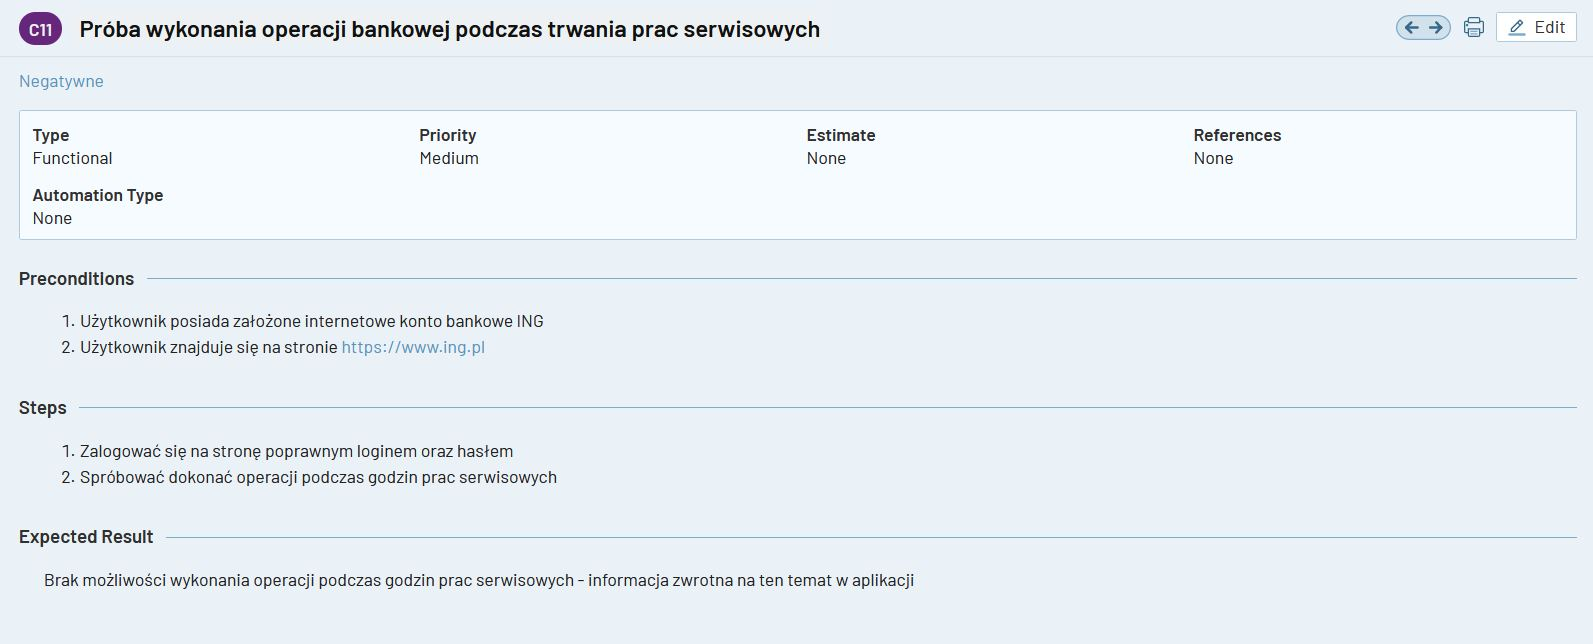 C11 Próba wykonania operacji bankowej podczas trwania prac serwisowych Edit
Negatywne
Type Priority Estimate References
Functional Medium None None
Automation Type
None
Preconditions
1. Użytkownik posiada założone internetowe konto bankowe ING
2. Użytkownik znajduje się na stronie https://www.ing.pl
Steps
1. Zalogować się na stronę poprawnym loginem oraz hasłem
2. Spróbować dokonać operacji podczas godzin prac serwisowych
Expected Result
Brak możliwości wykonania operacji podczas godzin prac serwisowych - informacja zwrotna na ten temat w aplikacji